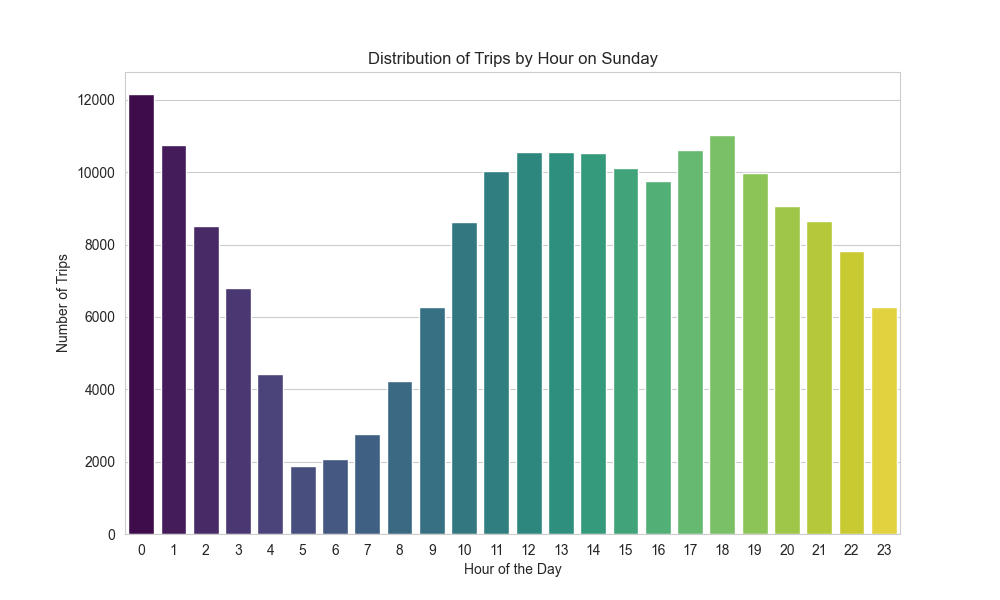 Distribution of Trips by Hour on Sunday
12000
10000
8000
6000
4000
2000
0
Number of Trips
0 1 2 3 4 5 6 7 8 9 10 11 12 13 14 15 16 17 18 19 20 21 22 23
Hour of the Day